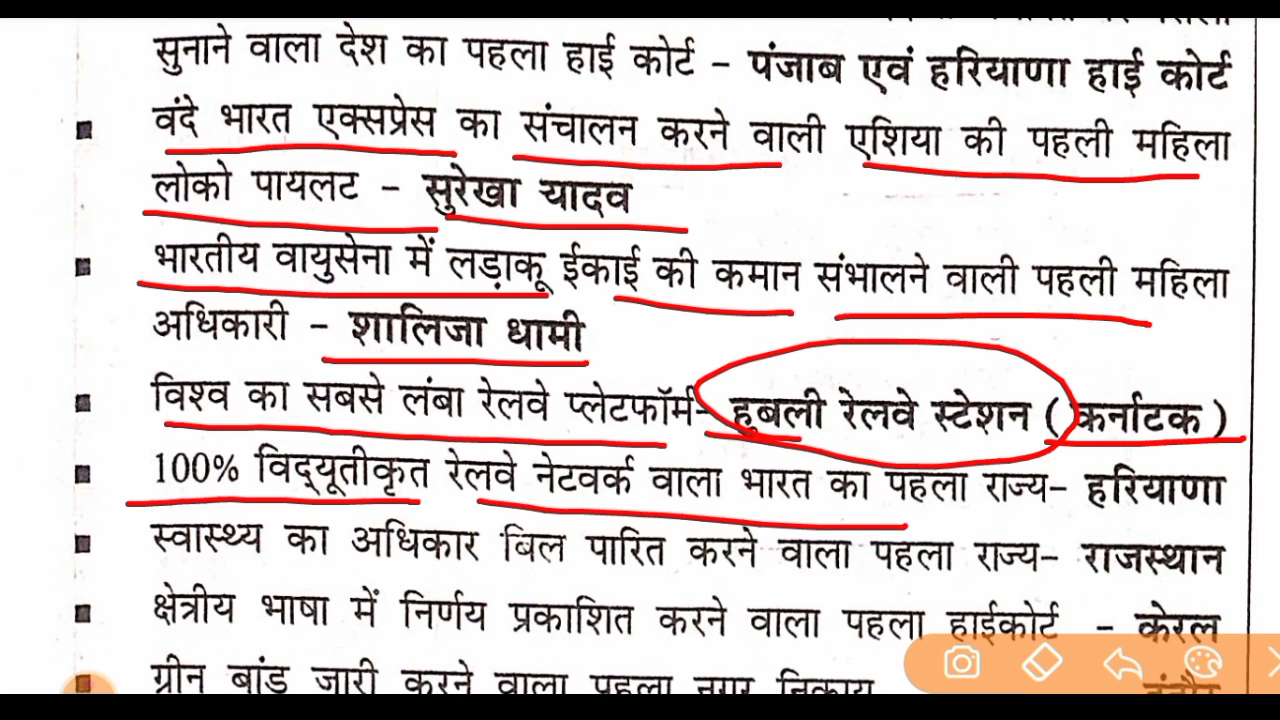 सुनाने वाला देश का पहला हाई कोर्ट – पंजाब एवं हरियाणा हाई कोर्ट
वंदे भारत एक्सप्रेस का संचालन करने वाली एशिया की पहली महिला
लोको पायलट – सुरेखा यादव
भारतीय वायुसेना में लड़ाकू ईकाई की कमान संभालने वाली पहली महिला
अधिकारी – शालिजा धामी
विश्व का सबसे लंबा रेलवे प्लेटफॉर्म– हुबली रेलवे स्टेशन ( कर्नाटक )
100% विद्यूतीकृत रेलवे नेटवर्क वाला भारत का पहला राज्य– हरियाणा
स्वास्थ्य का अधिकार बिल पारित करने वाला पहला राज्य– राजस्थान
क्षेत्रीय भाषा में निर्णय प्रकाशित करने वाला पहला हाईकोर्ट – केरल
ग्रीन बांड जारी करने वाला पहला नगर निकाय